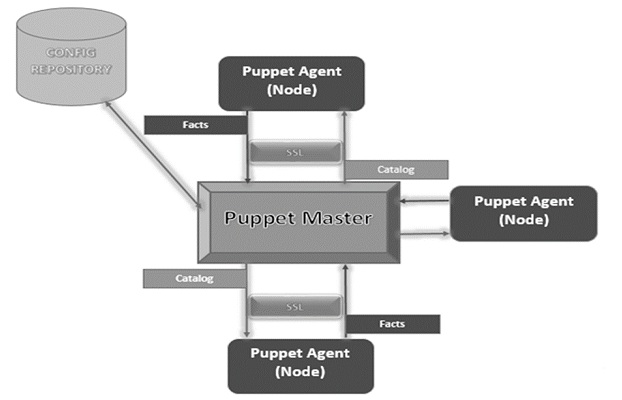 CONFIG
REPOSITORY
Puppet Agent
(Node)
Facts
SSL
Catalog
Puppet Agent
(Node)
Puppet Master
Catalog
SSL
Facts
Puppet Agent
(Node)